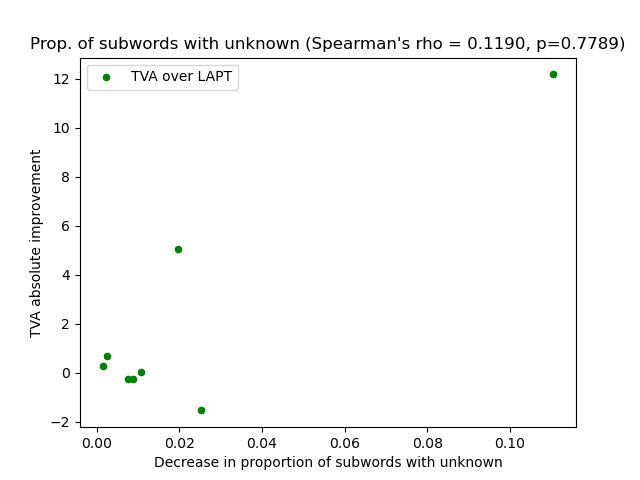 Prop. of subwords with unknown (Spearman's rho = 0.1190, p=0.7789)
TVA over LAPT
12
10
8
6
4
2
0
−2
TVA absolute improvement
0.00 0.02 0.04 0.06 0.08 0.10
Decrease in proportion of subwords with unknown